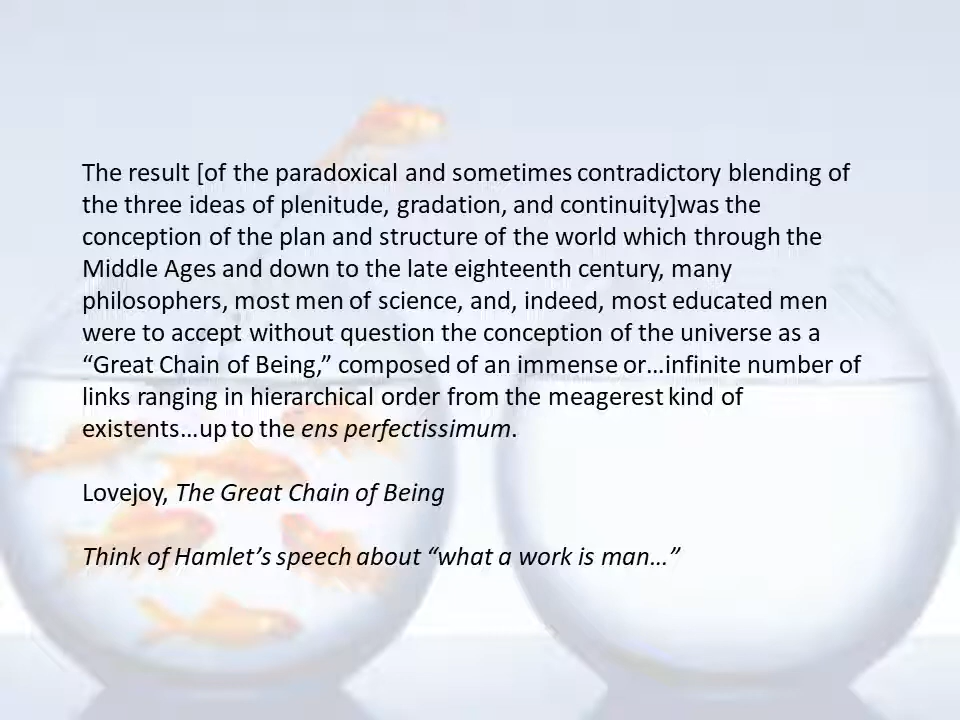 The result [of the paradoxical and sometimes contradictory blending of
the three ideas of plenitude, gradation, and continuity]was the
conception of the plan and structure of the world which through the
Middle Ages and down to the late eighteenth century, many
philosophers, most men of science, and, indeed, most educated men
were to accept without question the conception of the universe as a
“Great Chain of Being,” composed of an immense or…infinite number of
links ranging in hierarchical order from the meagerest kind of
existents…up to the ens perfectissimum.
Lovejoy, The Great Chain of Being
Think of Hamlet’s speech about “what a work is man…”